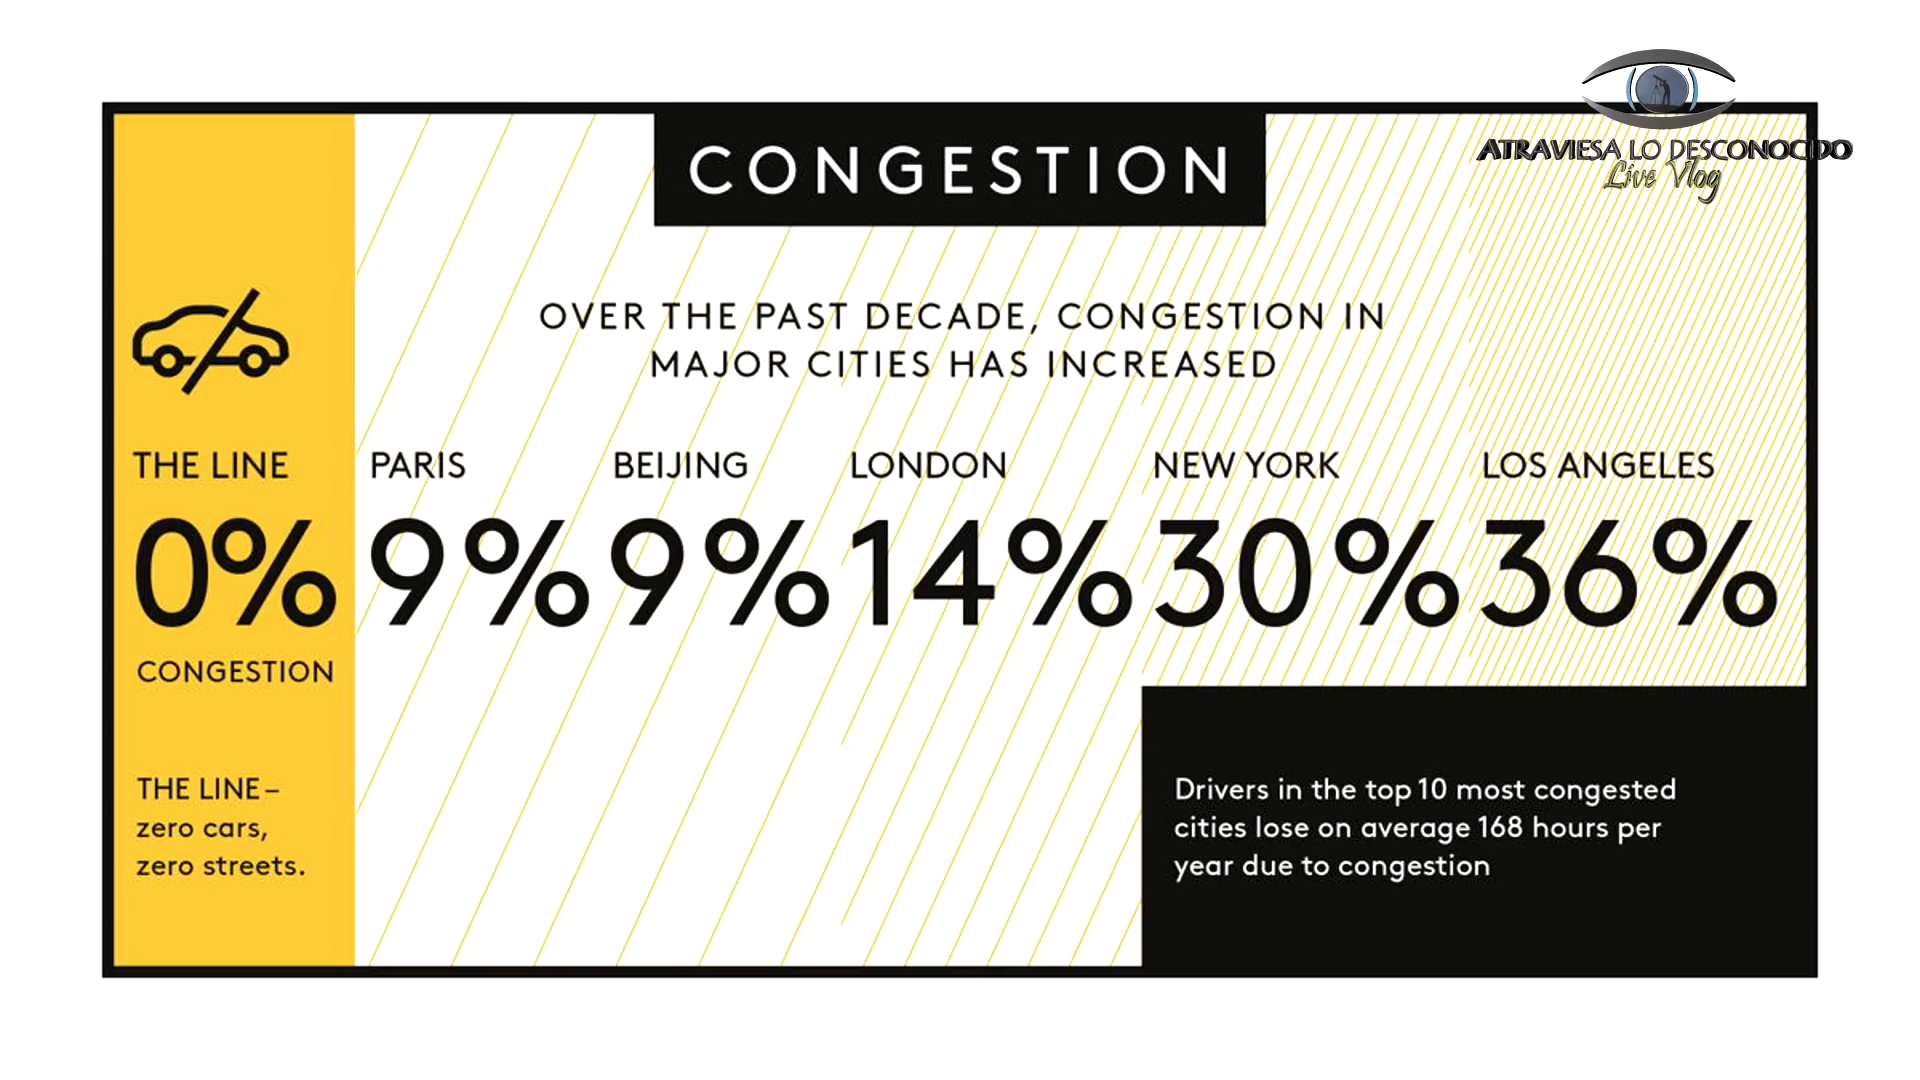 ATRAVIESA LO DESCONOCIDO
Live Vlog
CONGESTION
OVER THE PAST DECADE, CONGESTION IN
MAJOR CITIES HAS INCREASED
THE LINE
0%
CONGESTION
PARIS
9%
BEIJING
9%
LONDON
14%
NEW YORK
30%
LOS ANGELES
36%
THE LINE–
zero cars,
zero streets.
Drivers in the top 10 most congested
cities lose on average 168 hours per
year due to congestion